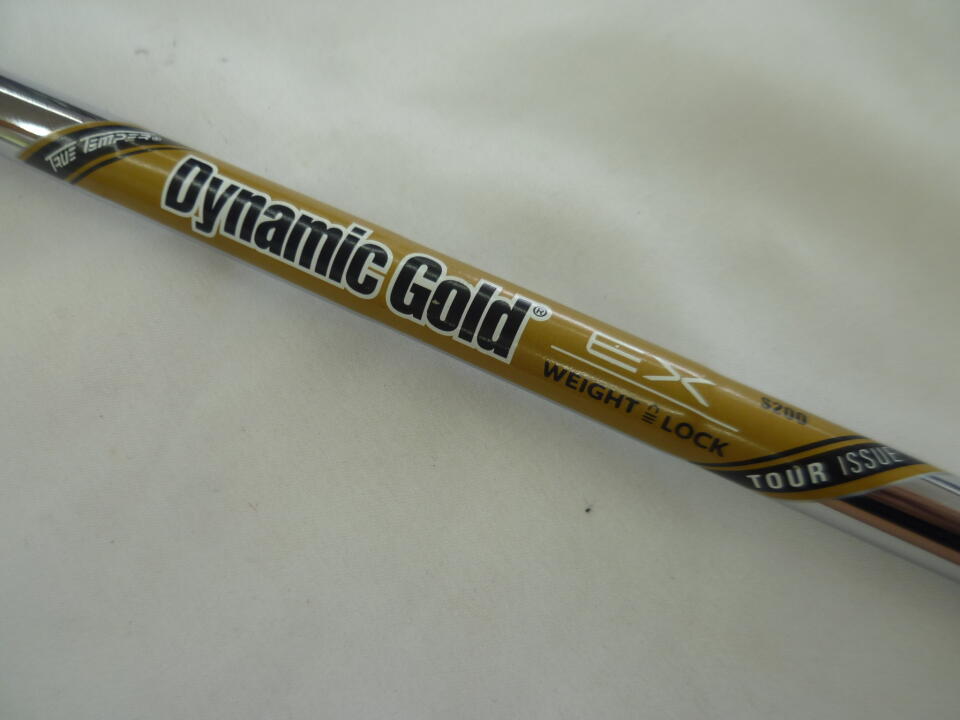 TRUE TEMPER®
Dynamic Gold®
EX
WEIGHT LOCK
S200
TOUR ISSUE